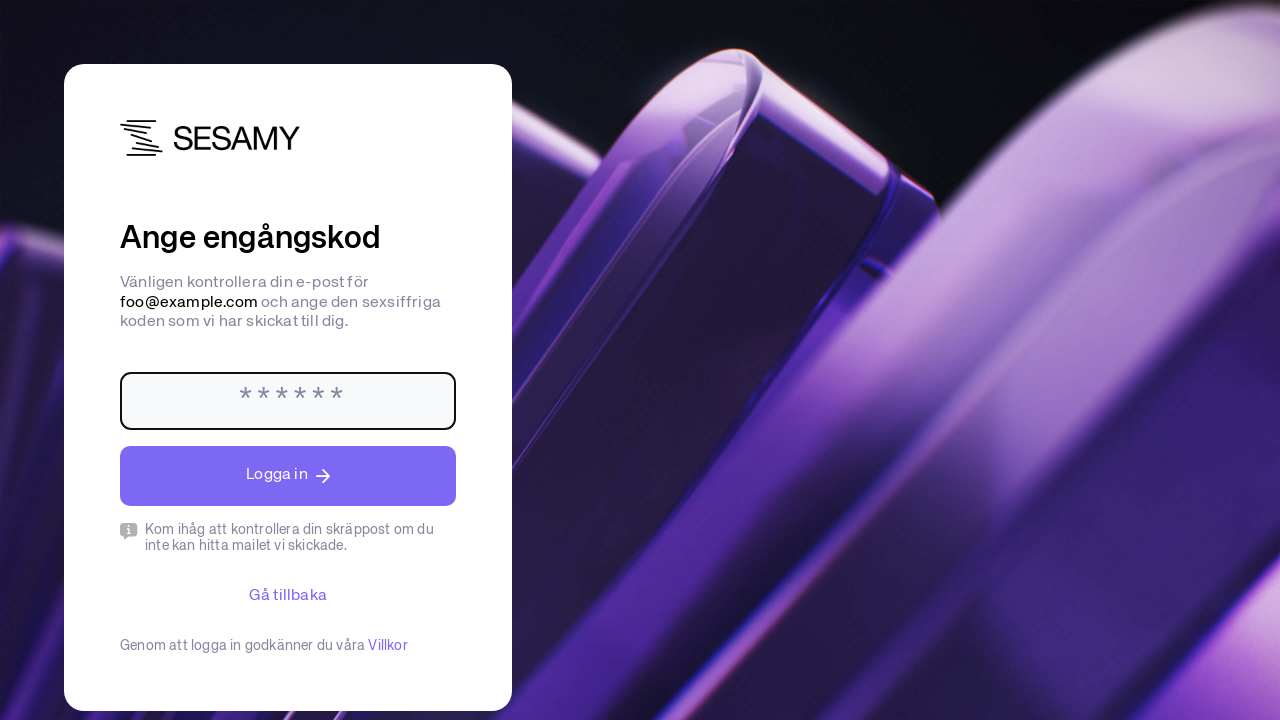 SESAMY
Ange engångskod
Vänligen kontrollera din e-post för
foo@example.com och ange den sexsiffriga
koden som vi har skickat till dig.
******
Logga in
Kom ihåg att kontrollera din skräppost om du
inte kan hitta mailet vi skickade.
Gå tillbaka
Genom att logga in godkänner du våra Villkor